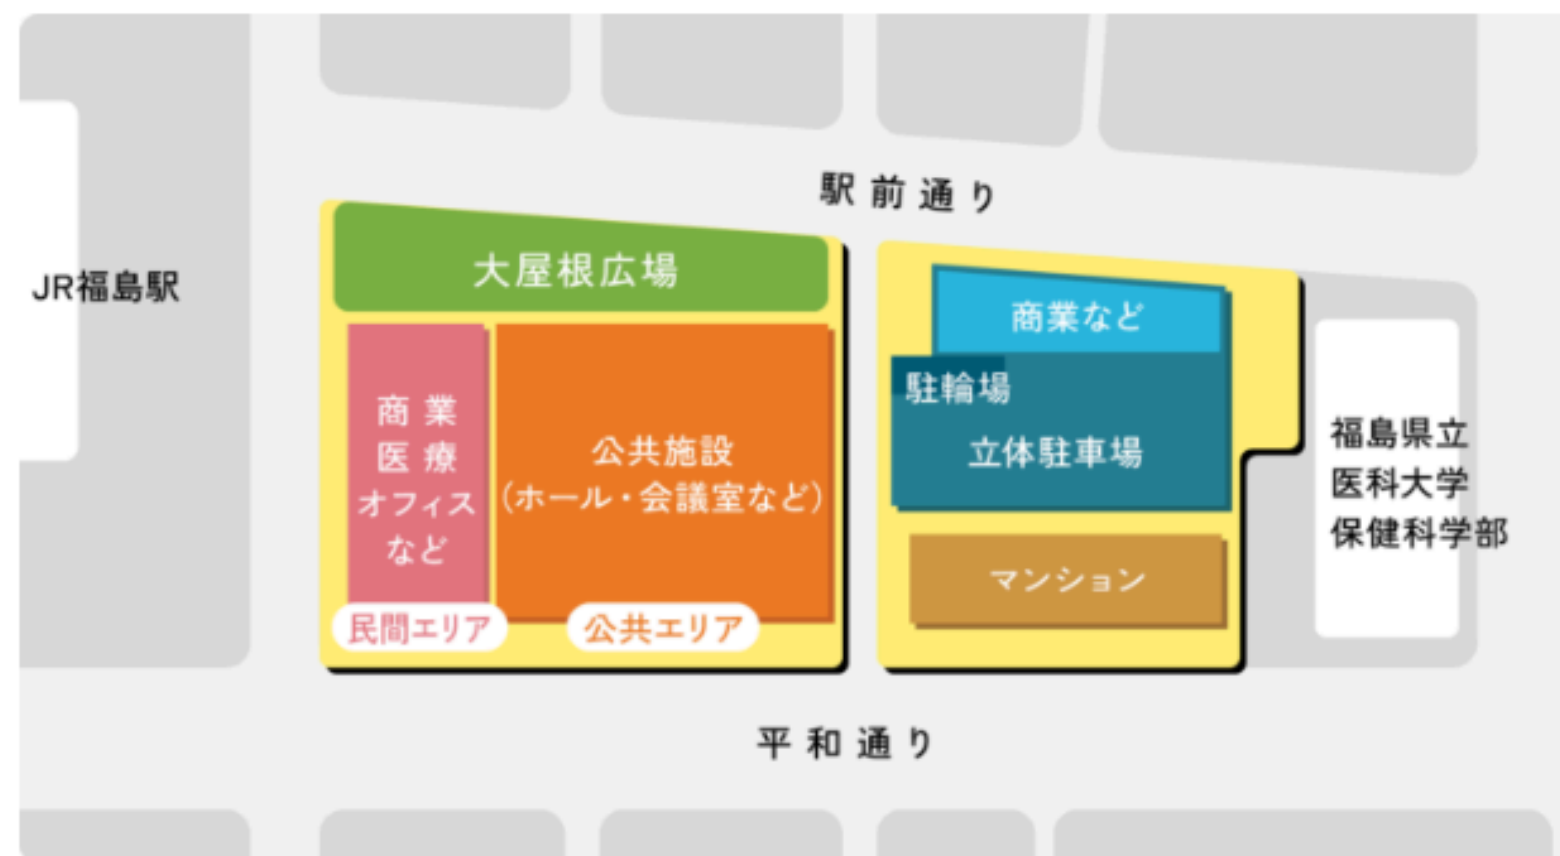 駅前通り
JR福島駅
大屋根広場
商業
医療
オフィス
など
民間エリア
公共施設
(ホール・会議室など)
公共エリア
商業など
駐輪場
立体駐車場
マンション
福島県立
医科大学
保健科学部
平和通り